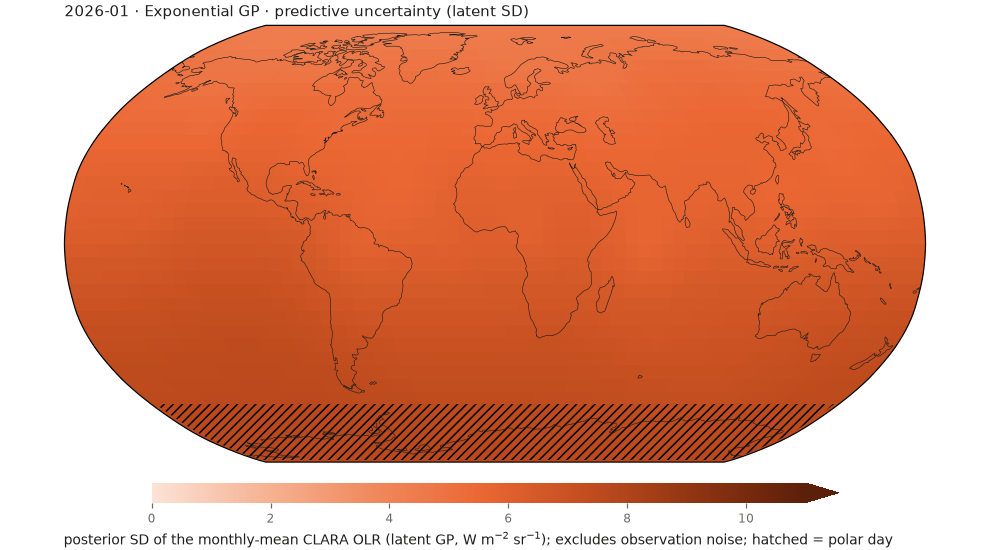 2026-01 · Exponential GP · predictive uncertainty (latent SD)
0 2 4 6 8 10
posterior SD of the monthly-mean CLARA OLR (latent GP, W m⁻² sr⁻¹); excludes observation noise; hatched = polar day